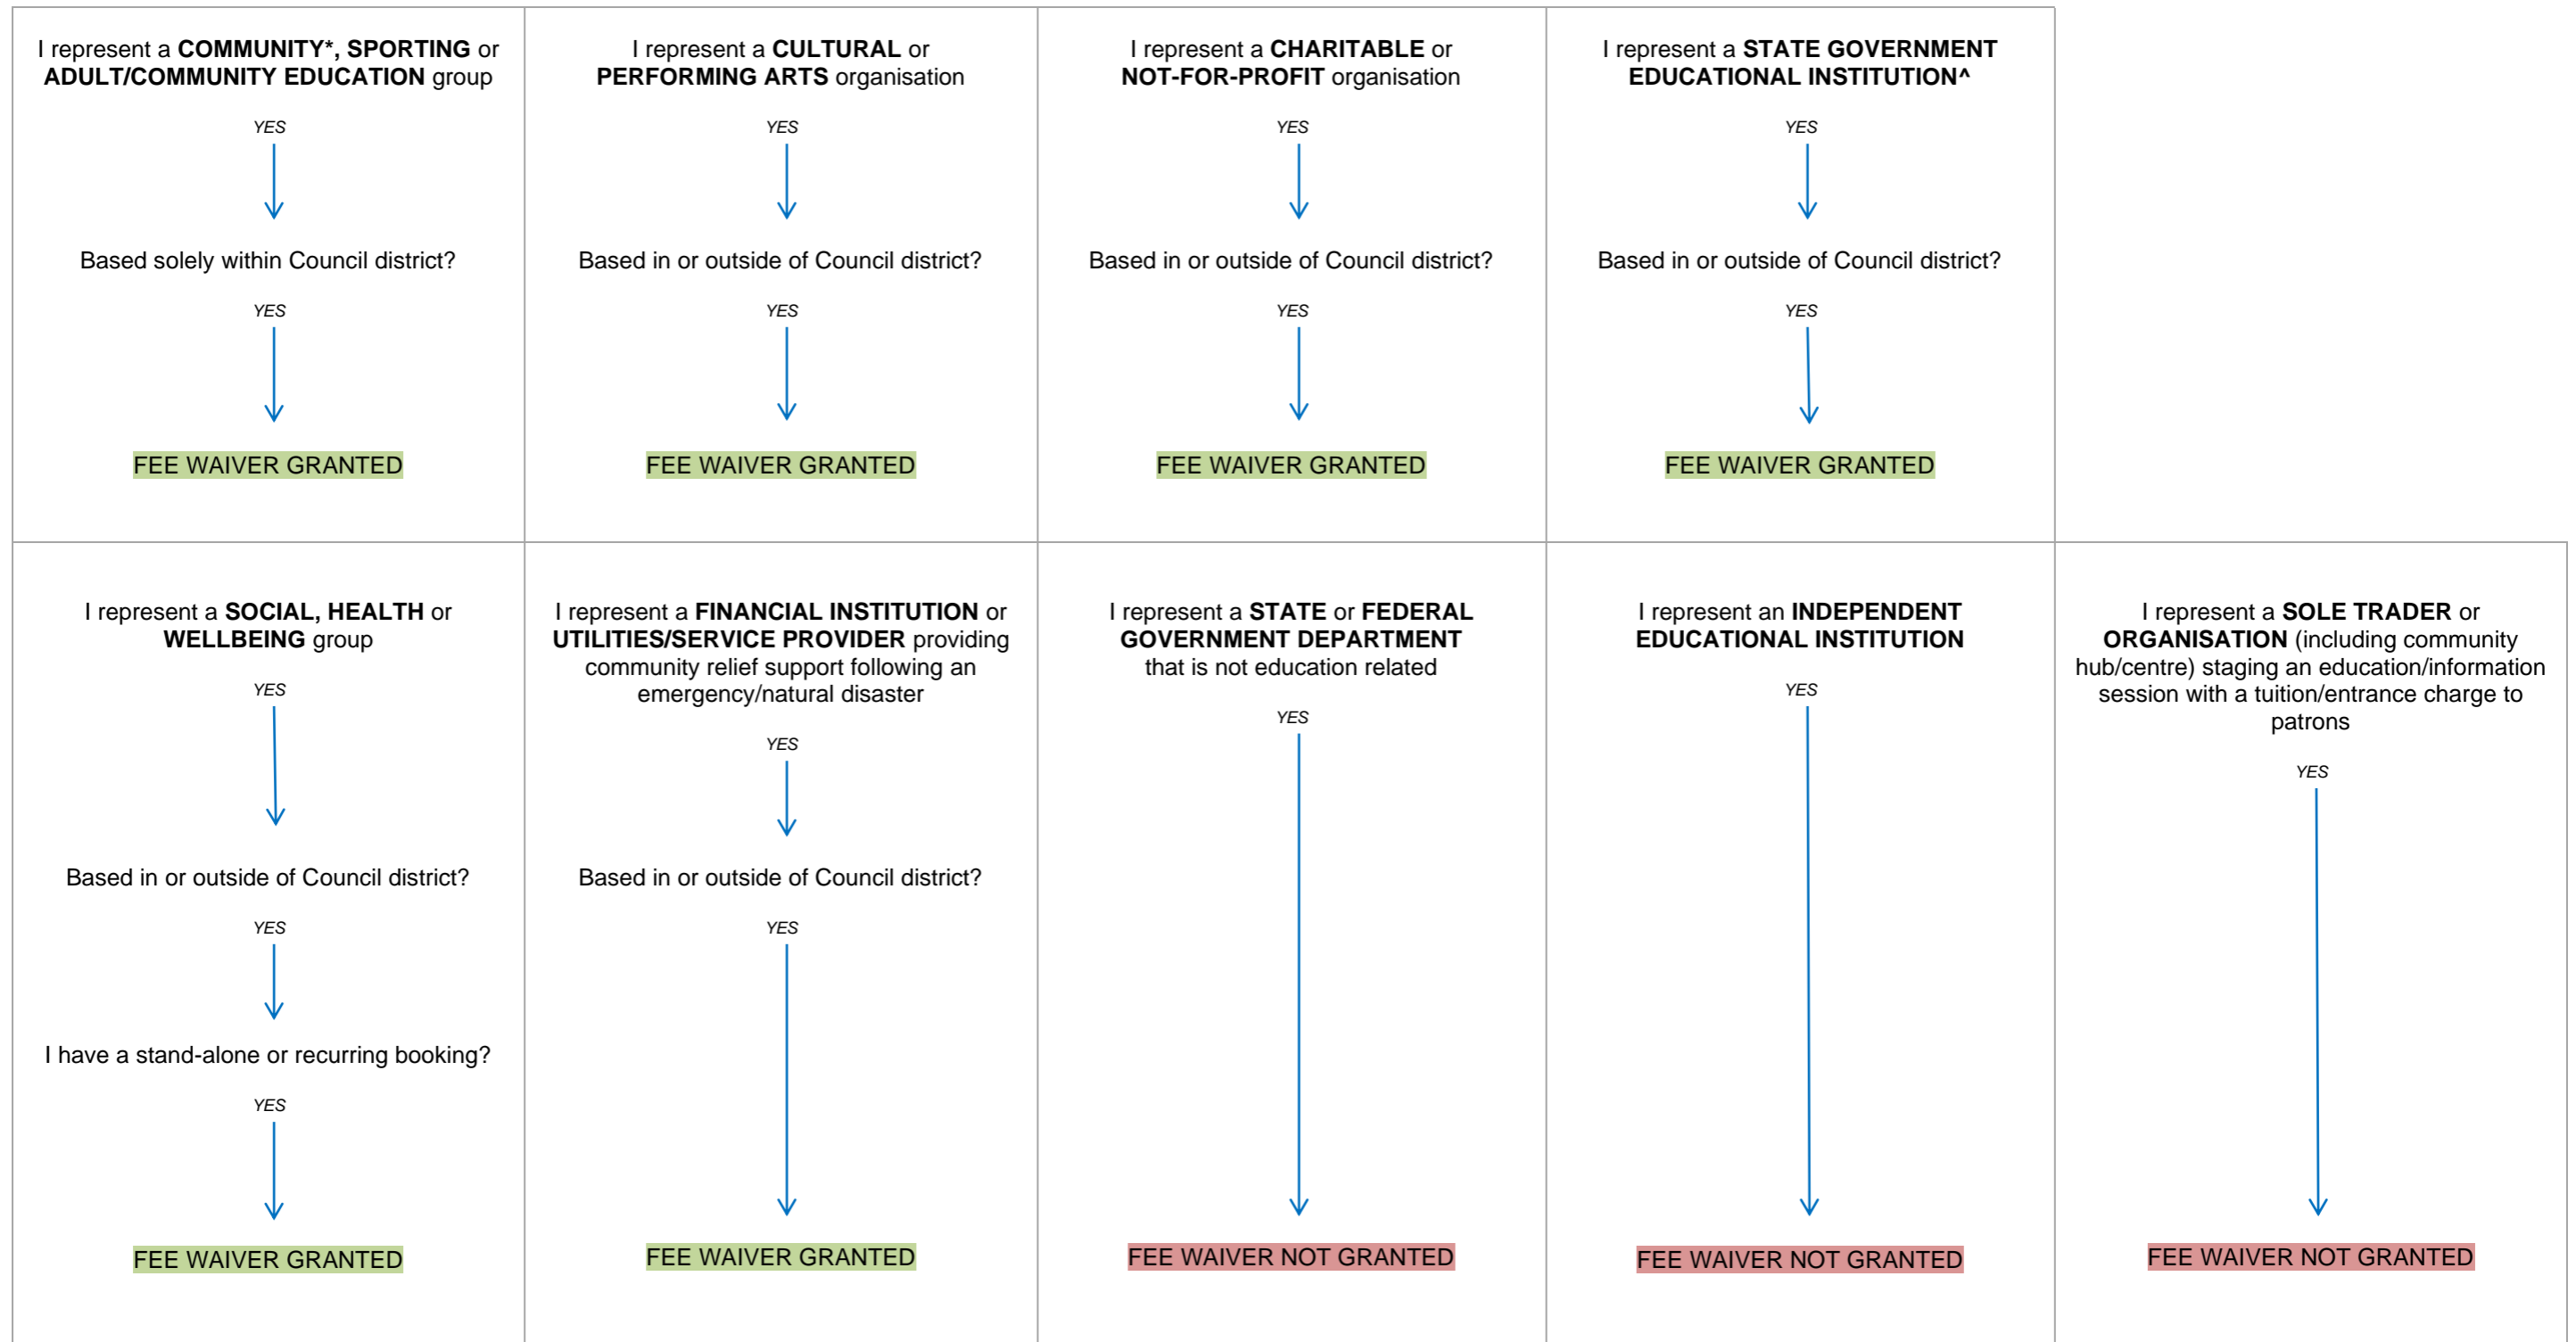 I represent a COMMUNITY*, SPORTING or
ADULT/COMMUNITY EDUCATION group
YES
Based solely within Council district?
YES
FEE WAIVER GRANTED
I represent a CULTURAL or
PERFORMING ARTS organisation
YES
Based in or outside of Council district?
YES
FEE WAIVER GRANTED
I represent a CHARITABLE or
NOT-FOR-PROFIT organisation
YES
Based in or outside of Council district?
YES
FEE WAIVER GRANTED
I represent a STATE GOVERNMENT
EDUCATIONAL INSTITUTION^
YES
Based in or outside of Council district?
YES
FEE WAIVER GRANTED
I represent a SOCIAL, HEALTH or
WELLBEING group
YES
Based in or outside of Council district?
YES
I have a stand-alone or recurring booking?
YES
FEE WAIVER GRANTED
I represent a FINANCIAL INSTITUTION or
UTILITIES/SERVICE PROVIDER providing
community relief support following an
emergency/natural disaster
YES
Based in or outside of Council district?
YES
FEE WAIVER GRANTED
I represent a STATE or FEDERAL
GOVERNMENT DEPARTMENT
that is not education related
YES
FEE WAIVER NOT GRANTED
I represent an INDEPENDENT
EDUCATIONAL INSTITUTION
YES
FEE WAIVER NOT GRANTED
I represent a SOLE TRADER or
ORGANISATION (including community
hub/centre) staging an education/information
session with a tuition/entrance charge to
patrons
YES
FEE WAIVER NOT GRANTED